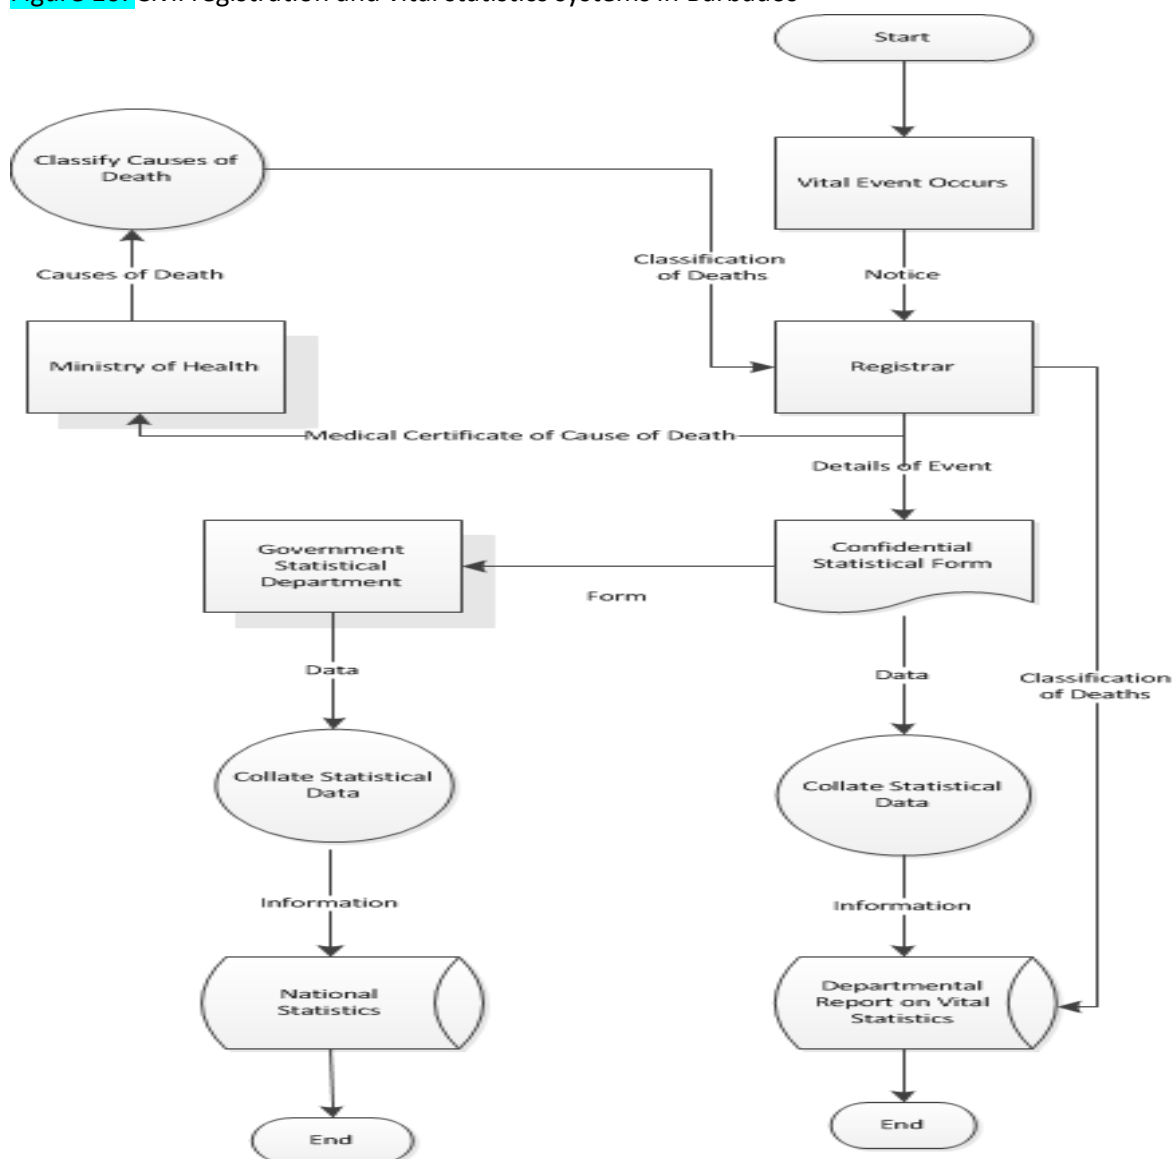 Figure 20: Civil registration and vital statistics systems in Barbados
Start
Classify Causes of
Death
Vital Event Occurs
Causes of Death
Classification
of Deaths
Notice
Ministry of Health
Registrar
Medical Certificate of Cause of Death
Details of Event
Government
Statistical
Department
Confidential
Statistical Form
Form
Data
Data
Classification
of Deaths
Collate Statistical
Data
Collate Statistical
Data
Information
Information
National
Statistics
Departmental
Report on Vital
Statistics
End
End